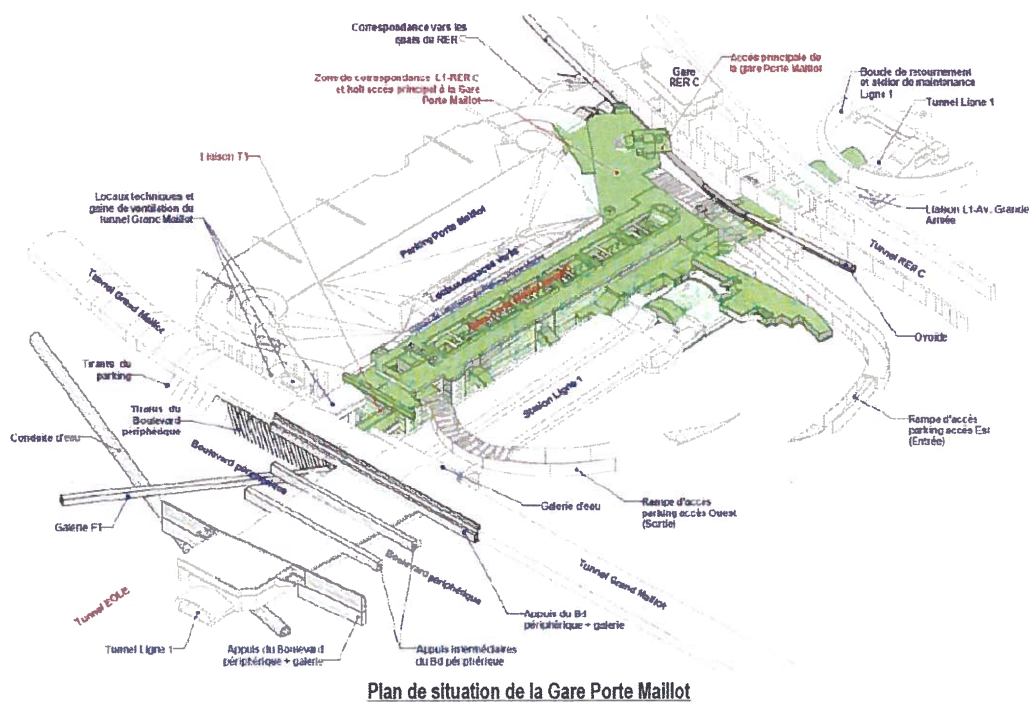 Correspondance vers les
quais du RER C
Zone de correspondance L1-RER C
et hall accès principal à la Gare
Porte Maillot
Gare
RER C
Accès principale de
la gare Porte Maillot
Boucle de retournement
et atelier de maintenance
Ligne 1
Tunnel Ligne 1
Liaison T1
Locaux techniques et
gaine de ventilation du
tunnel Grand Maillot
Parking Porte Maillot
Locaux espaces verts
Liaison L1-Av. Grande
Armée
Tunnel RER C
Tunnel Grand Maillot
Ovoïde
Tirants du
parking
Tirants du
Boulevard
périphérique
Station Ligne 1
Conduite d'eau
Boulevard périphérique
Rampe d'accès
parking accès Est
(Entrée)
Galerie F1
Galerie d'eau
Rampe d'accès
parking accès Ouest
(Sortie)
Boulevard périphérique
Tunnel Grand Maillot
Tunnel EOLE
Appuis du Bd
périphérique + galerie
Tunnel Ligne 1
Appuis du Boulevard
périphérique + galerie
Appuis intermédiaires
du Bd périphérique
Plan de situation de la Gare Porte Maillot